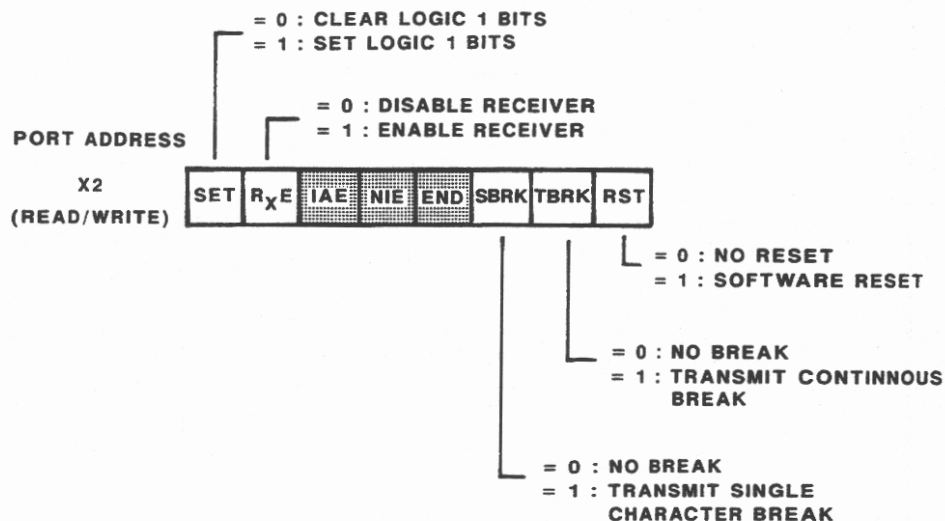 = 0 : CLEAR LOGIC 1 BITS
= 1 : SET LOGIC 1 BITS
= 0 : DISABLE RECEIVER
= 1 : ENABLE RECEIVER
PORT ADDRESS
X2
(READ/WRITE)
SET RXE IAE NIE END SBRK TBRK RST
= 0 : NO RESET
= 1 : SOFTWARE RESET
= 0 : NO BREAK
= 1 : TRANSMIT CONTINNOUS
BREAK
= 0 : NO BREAK
= 1 : TRANSMIT SINGLE
CHARACTER BREAK